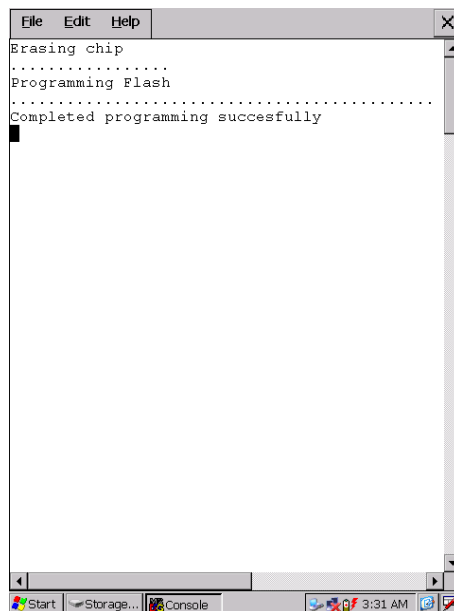 File Edit Help
Erasing chip
.................
Programming Flash
.............................................
Completed programming succesfully
Start Storage... Console 3:31 AM